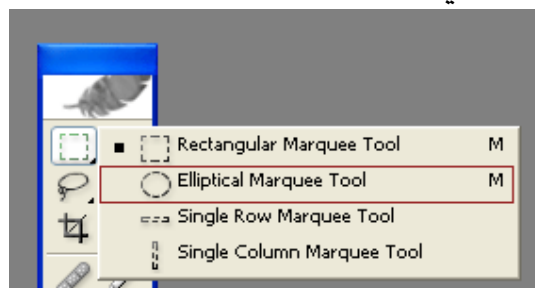 Rectangular Marquee Tool M
Elliptical Marquee Tool M
Single Row Marquee Tool
Single Column Marquee Tool